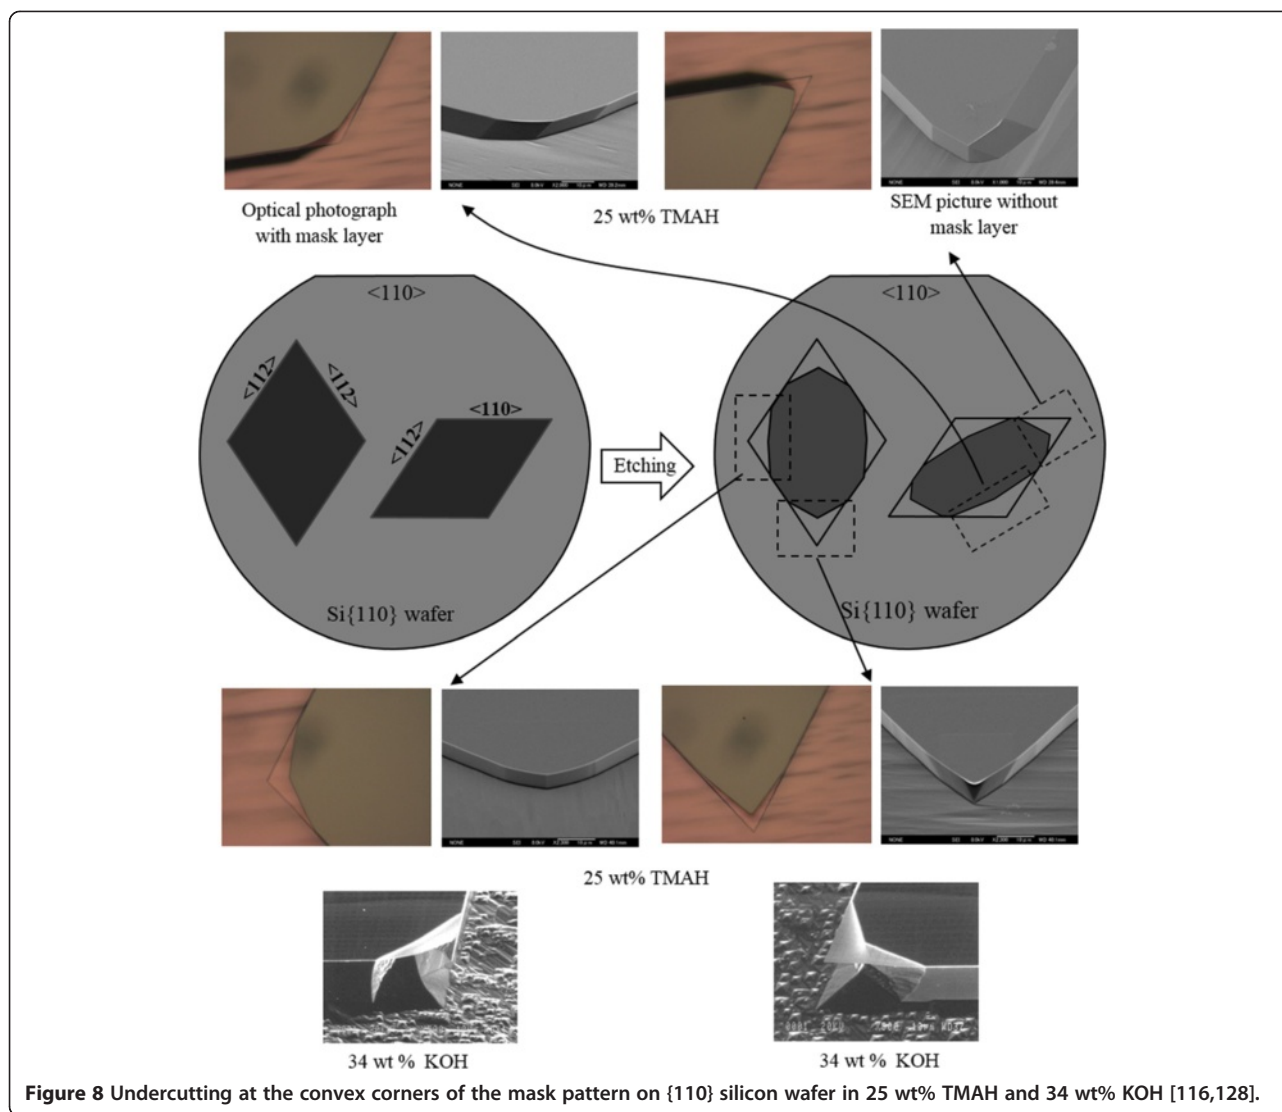 Optical photograph
with mask layer
25 wt% TMAH
SEM picture without
mask layer
<110>
<112>
<112>
<110>
<112>
Si{110} wafer
Etching
<110>
Si{110} wafer
25 wt% TMAH
34 wt % KOH
34 wt % KOH
Figure 8 Undercutting at the convex corners of the mask pattern on {110} silicon wafer in 25 wt% TMAH and 34 wt% KOH [116,128].